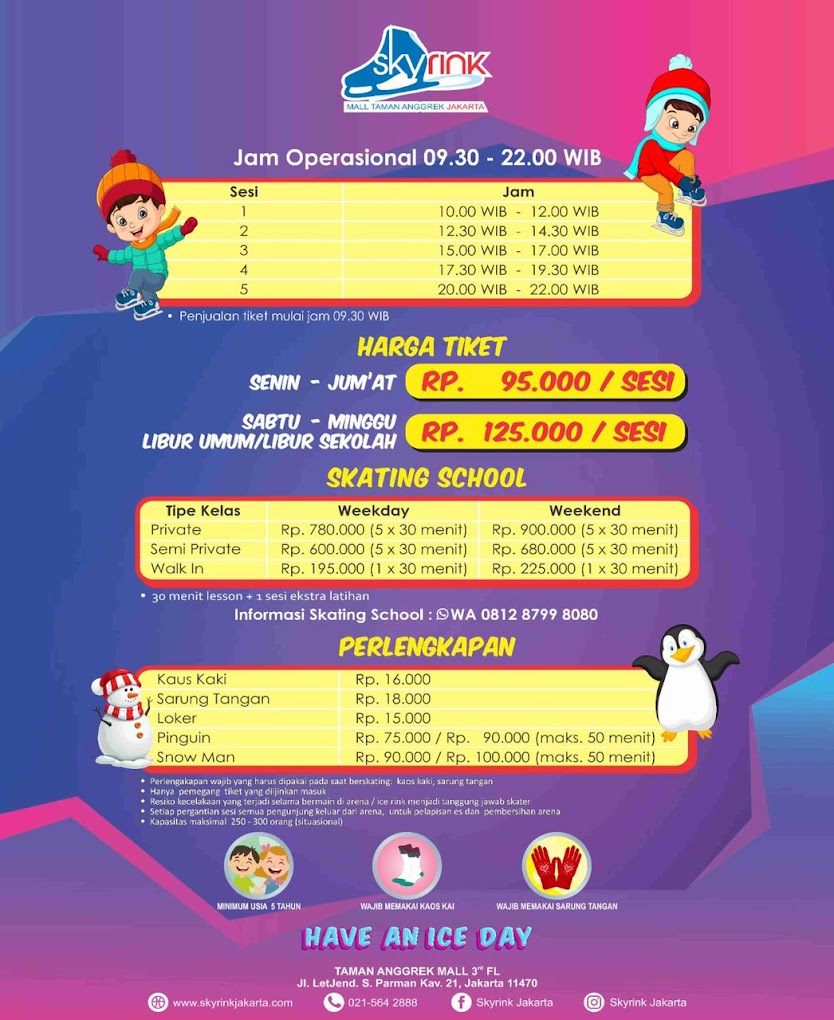 skyrink
MALL TAMAN ANGGREK JAKARTA
Jam Operasional 09.30 - 22.00 WIB
Sesi Jam
1 10.00 WIB - 12.00 WIB
2 12.30 WIB - 14.30 WIB
3 15.00 WIB - 17.00 WIB
4 17.30 WIB - 19.30 WIB
5 20.00 WIB - 22.00 WIB
• Penjualan tiket mulai jam 09.30 WIB
HARGA TIKET
SENIN - JUM'AT RP. 95.000 / SESI
SABTU - MINGGU
LIBUR UMUM/LIBUR SEKOLAH RP. 125.000 / SESI
SKATING SCHOOL
Tipe Kelas Weekday Weekend
Private Rp. 780.000 (5 x 30 menit) Rp. 900.000 (5 x 30 menit)
Semi Private Rp. 600.000 (5 x 30 menit) Rp. 680.000 (5 x 30 menit)
Walk In Rp. 195.000 (1 x 30 menit) Rp. 225.000 (1 x 30 menit)
• 30 menit lesson + 1 sesi ekstra latihan
Informasi Skating School : WA 0812 8799 8080
PERLENGKAPAN
Kaus Kaki Rp. 16.000
Sarung Tangan Rp. 18.000
Loker Rp. 15.000
Pinguin Rp. 75.000 / Rp. 90.000 (maks. 50 menit)
Snow Man Rp. 90.000 / Rp. 100.000 (maks. 50 menit)
• Perlengakapan wajib yang harus dipakai pada saat berskating: kaos kaki, sarung tangan
• Hanya pemegang tiket yang diijinkan masuk
• Resiko kecelakaan yang terjadi selama bermain di arena / ice rink menjadi tanggung jawab skater
• Setiap pergantian sesi semua pengunjung keluar dari arena, untuk pelapisan es dan pembersihan arena
• Kapasitas maksimal 250 - 300 orang (situasional)
MINIMUM USIA 5 TAHUN
WAJIB MEMAKAI KAOS KAI
WAJIB MEMAKAI SARUNG TANGAN
HAVE AN ICE DAY
TAMAN ANGGREK MALL 3rd FL
Jl. LetJend. S. Parman Kav. 21, Jakarta 11470
www.skyrinkjakarta.com 021-564 2888 Skyrink Jakarta Skyrink Jakarta